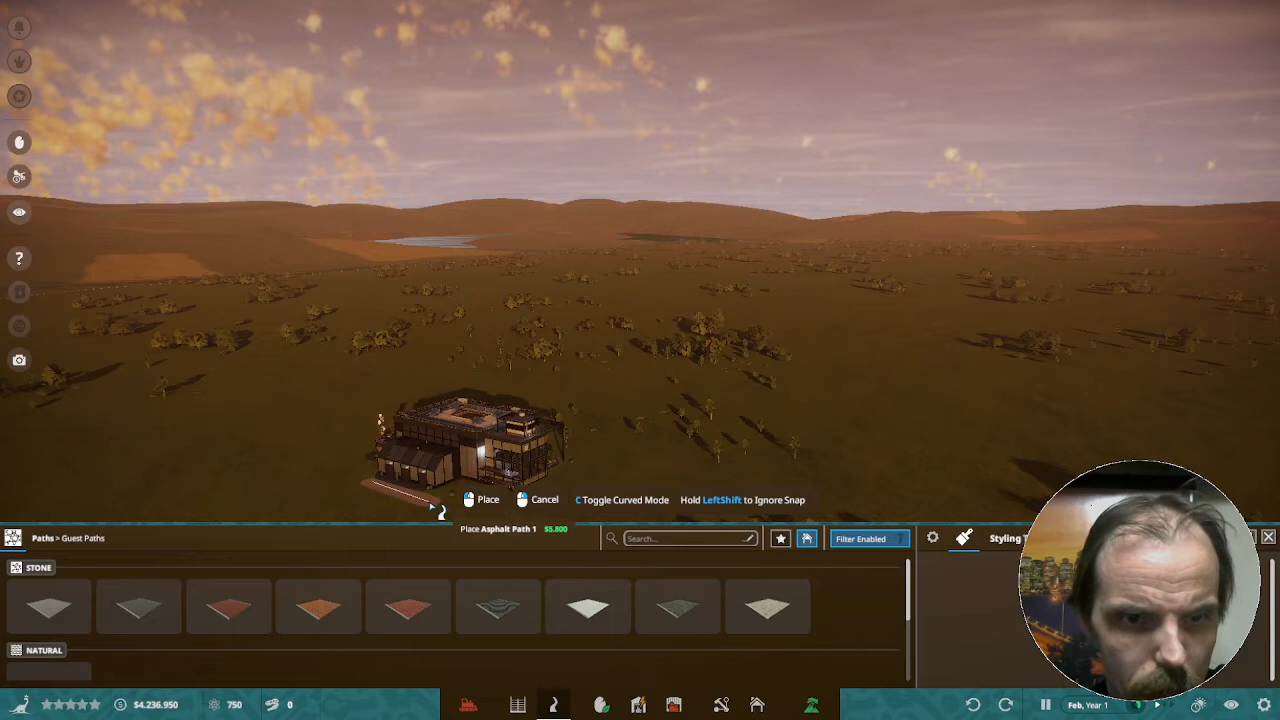 Place
Cancel
C Toggle Curved Mode
Hold LeftShift to Ignore Snap
Place Asphalt Path 1 $5.800
Paths > Guest Paths
Search...
Filter Enabled
STONE
NATURAL
$4.236.950
750
0
Feb, Year 1